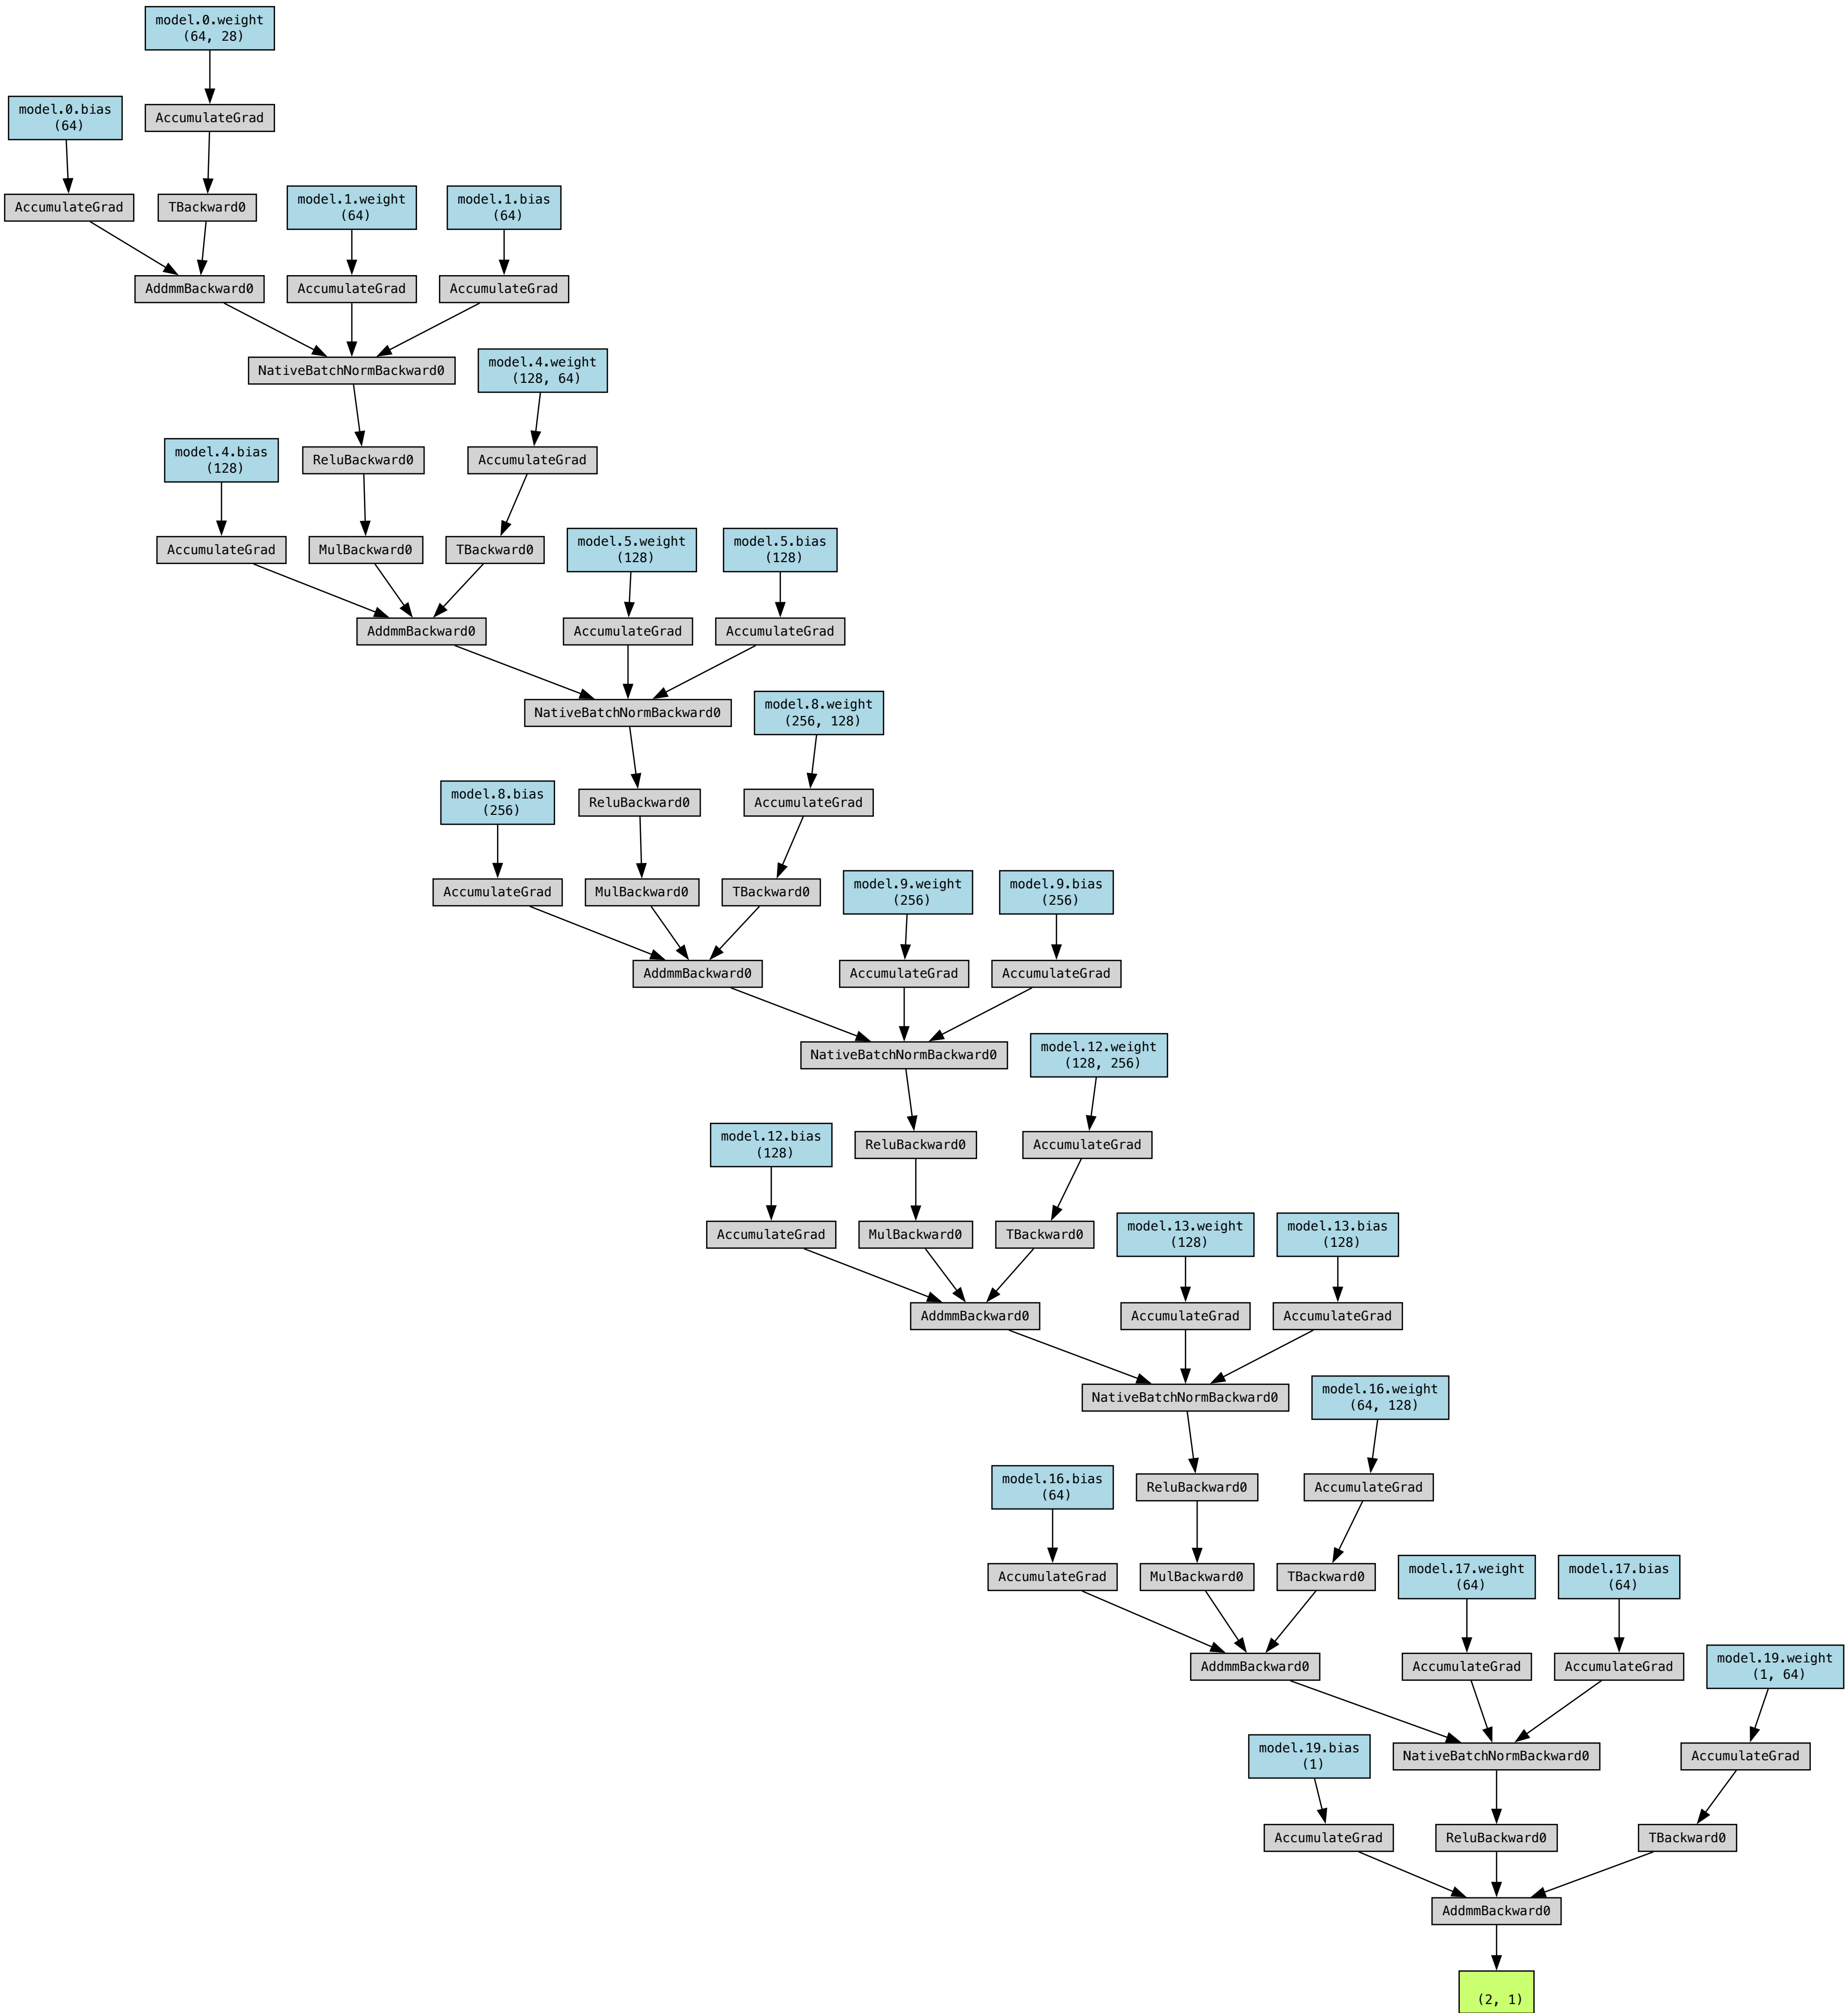 model.0.weight
(64, 28)
model.0.bias
(64)
AccumulateGrad
AccumulateGrad
TBackward0
model.1.weight
(64)
model.1.bias
(64)
AddmmBackward0
AccumulateGrad
AccumulateGrad
NativeBatchNormBackward0
model.4.weight
(128, 64)
model.4.bias
(128)
ReluBackward0
AccumulateGrad
AccumulateGrad
MulBackward0
TBackward0
model.5.weight
(128)
model.5.bias
(128)
AddmmBackward0
AccumulateGrad
AccumulateGrad
NativeBatchNormBackward0
model.8.weight
(256, 128)
model.8.bias
(256)
ReluBackward0
AccumulateGrad
AccumulateGrad
MulBackward0
TBackward0
model.9.weight
(256)
model.9.bias
(256)
AddmmBackward0
AccumulateGrad
AccumulateGrad
NativeBatchNormBackward0
model.12.weight
(128, 256)
model.12.bias
(128)
ReluBackward0
AccumulateGrad
AccumulateGrad
MulBackward0
TBackward0
model.13.weight
(128)
model.13.bias
(128)
AddmmBackward0
AccumulateGrad
AccumulateGrad
NativeBatchNormBackward0
model.16.weight
(64, 128)
model.16.bias
(64)
ReluBackward0
AccumulateGrad
AccumulateGrad
MulBackward0
TBackward0
model.17.weight
(64)
model.17.bias
(64)
AddmmBackward0
AccumulateGrad
AccumulateGrad
model.19.weight
(1, 64)
model.19.bias
(1)
NativeBatchNormBackward0
AccumulateGrad
AccumulateGrad
ReluBackward0
TBackward0
AddmmBackward0
(2, 1)